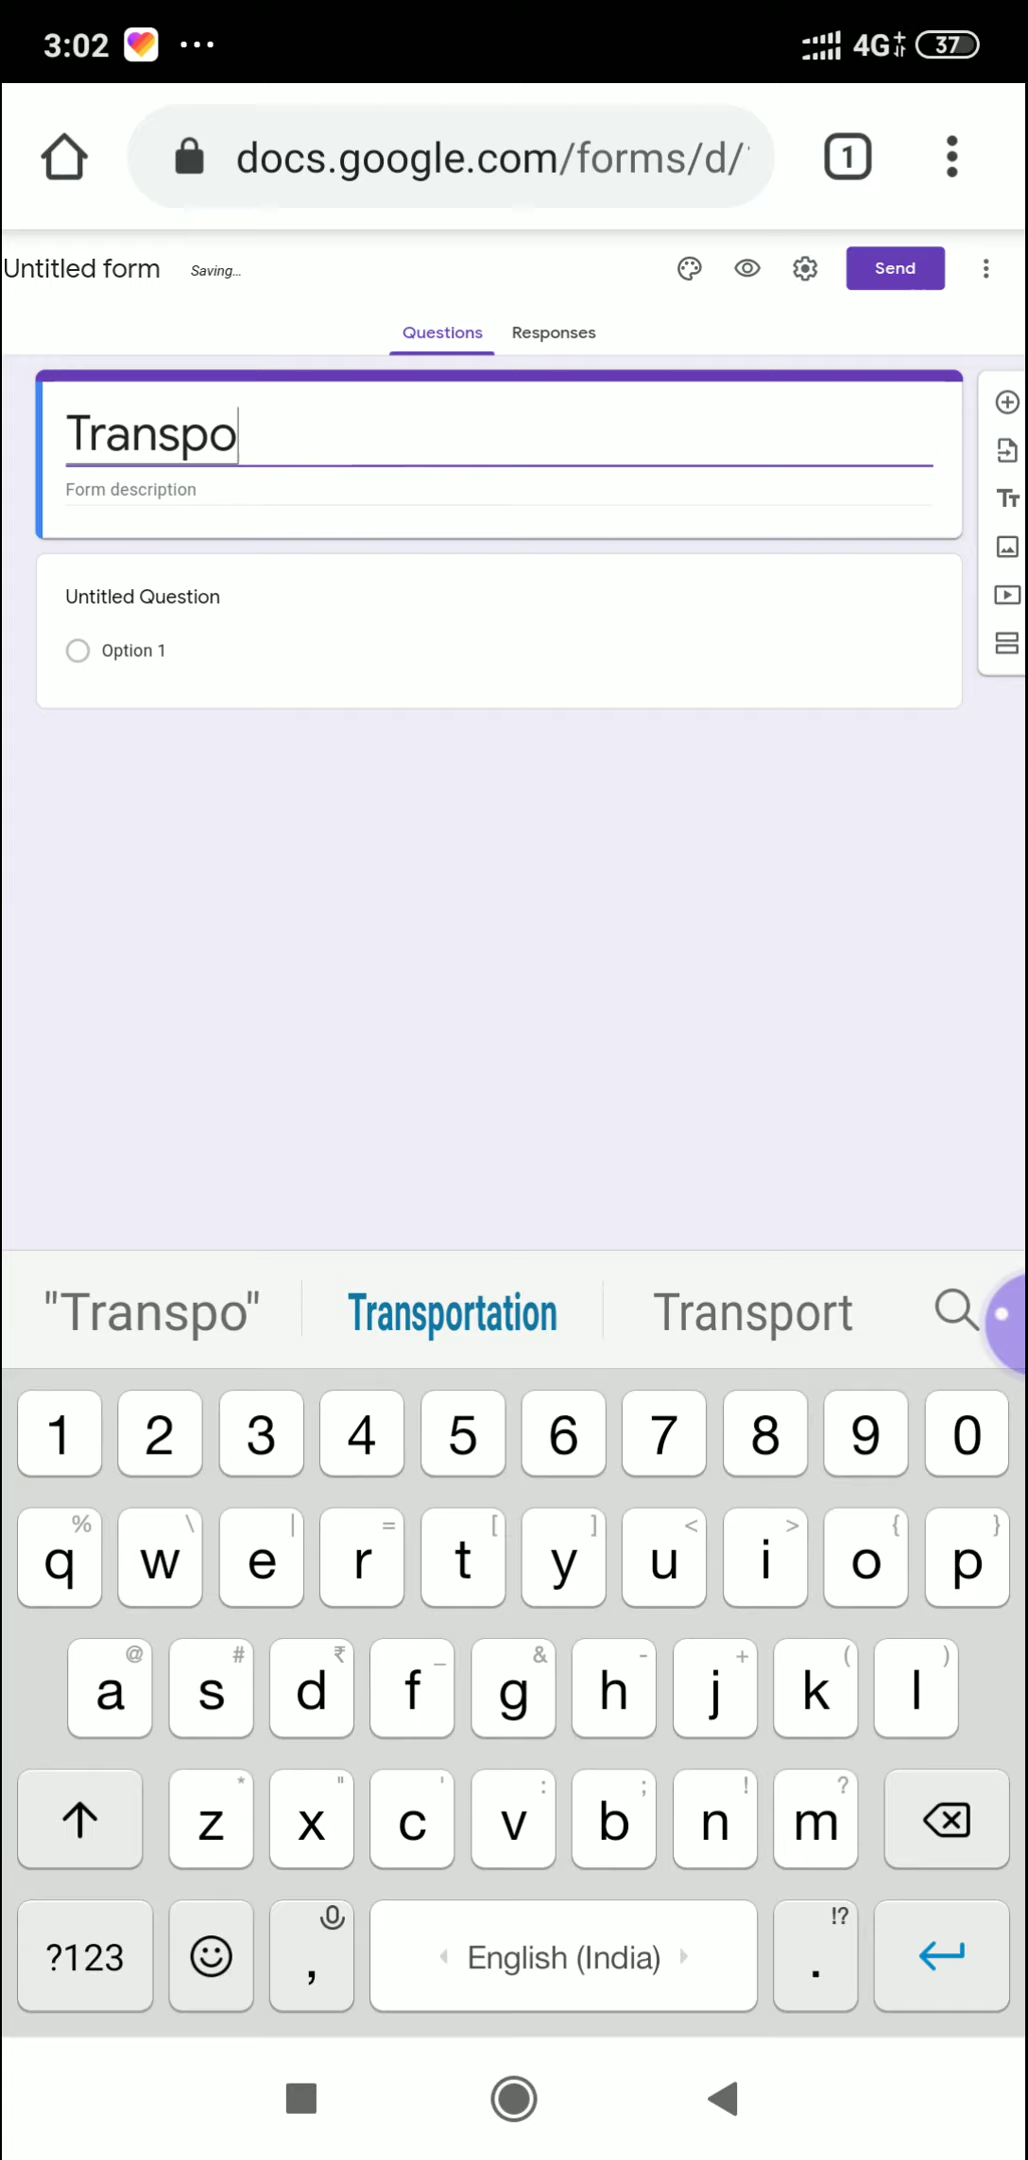 3:02 ... 4G+ 37
docs.google.com/forms/d/
1
Untitled form Saving... Send
Questions Responses
Transpo
Form description
Tт
Untitled Question
Option 1
"Transpo" Transportation Transport
1 2 3 4 5 6 7 8 9 0
% \ | = [ ] < > { }
q w e r t y u i o p
@ # ₹ _ & - + ( )
a s d f g h j k l
* " ' : ; ! ?
z x c v b n m
!?
?123 , English (India) .